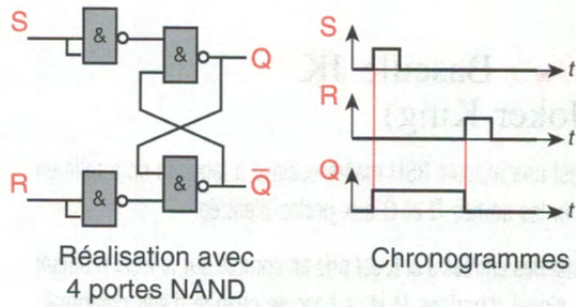 S
&
&
Q
&
&
Q
R
S
t
R
t
Q
t
Réalisation avec
4 portes NAND
Chronogrammes